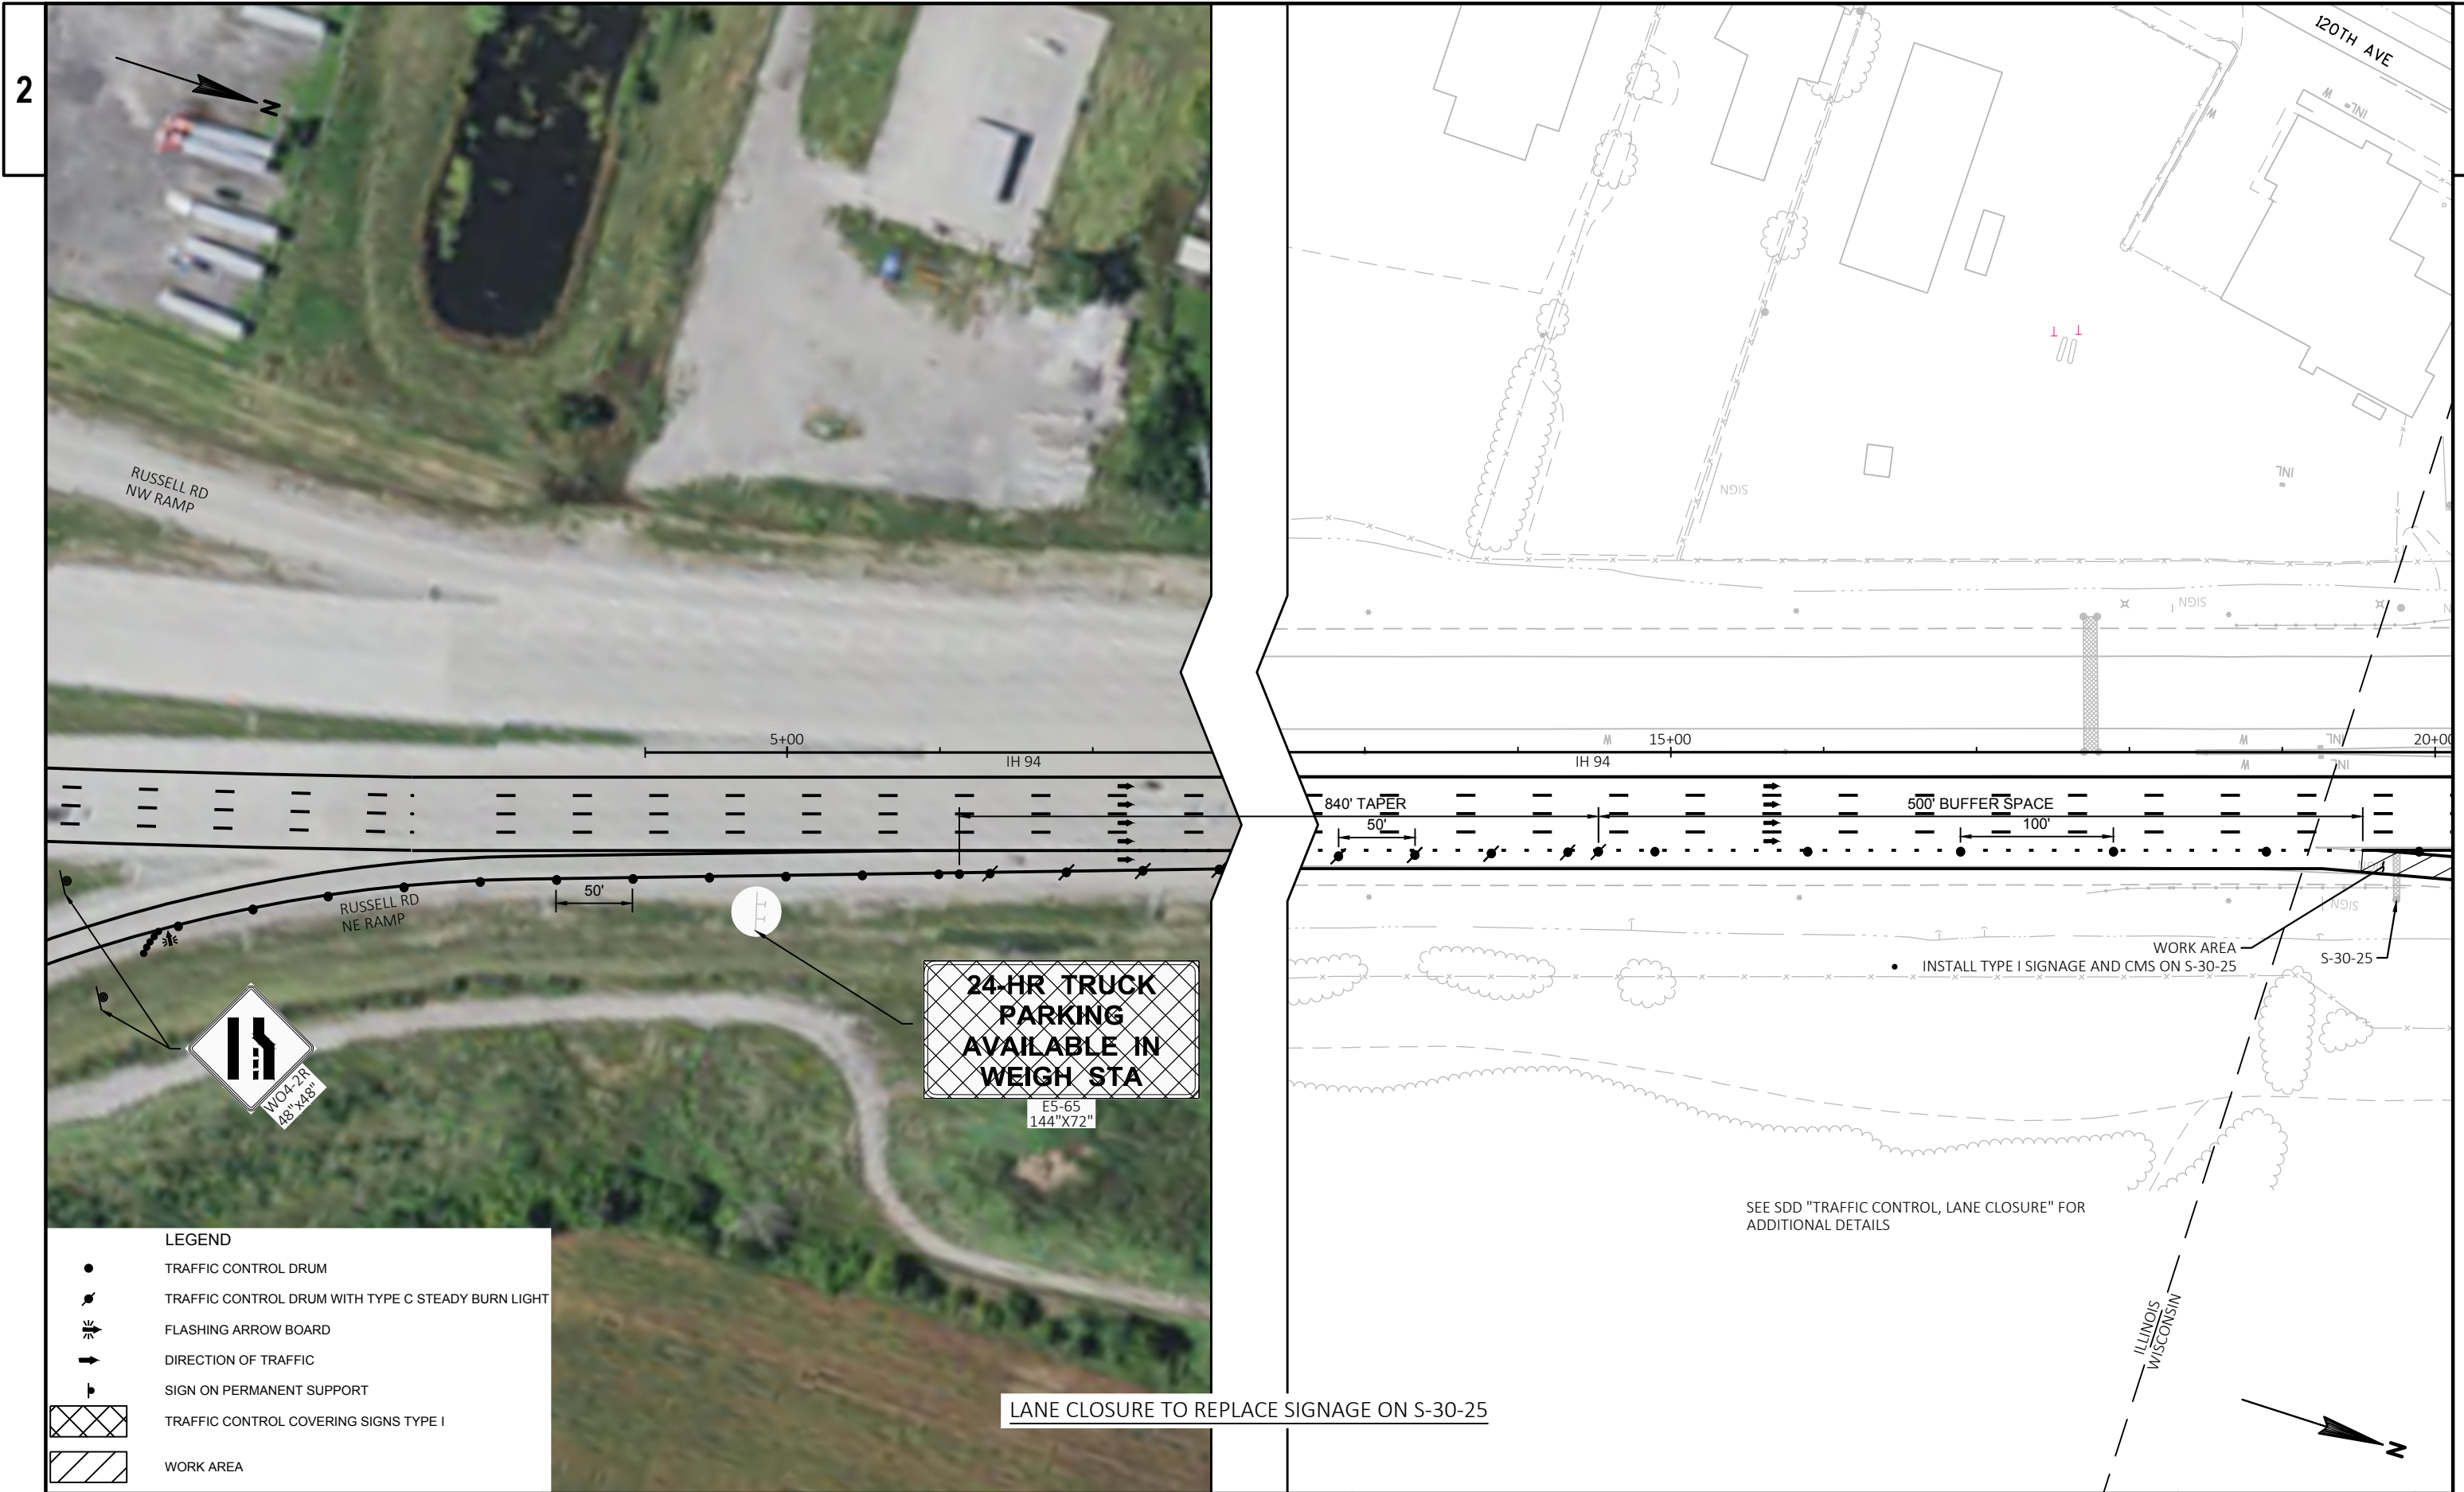 2
N
120TH AVE
W
INL
W
INL
SIGN
SIGN
RUSSELL RD
NW RAMP
5+00
IH 94
W
15+00
IH 94
W
INL
W
INL
20+00
840' TAPER
50'
500' BUFFER SPACE
100'
50'
RUSSELL RD
NE RAMP
SIGN
WORK AREA
• INSTALL TYPE I SIGNAGE AND CMS ON S-30-25
S-30-25
24-HR TRUCK
PARKING
AVAILABLE IN
WEIGH STA
E5-65
144"X72"
WO4-2R
48"X48"
SEE SDD "TRAFFIC CONTROL, LANE CLOSURE" FOR
ADDITIONAL DETAILS
ILLINOIS
WISCONSIN
LEGEND
TRAFFIC CONTROL DRUM
TRAFFIC CONTROL DRUM WITH TYPE C STEADY BURN LIGHT
FLASHING ARROW BOARD
DIRECTION OF TRAFFIC
SIGN ON PERMANENT SUPPORT
TRAFFIC CONTROL COVERING SIGNS TYPE I
WORK AREA
LANE CLOSURE TO REPLACE SIGNAGE ON S-30-25
N